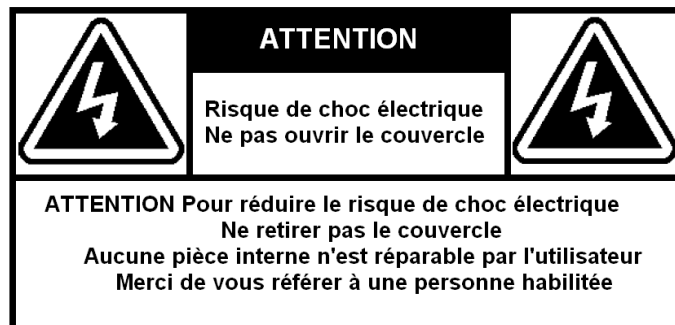 ATTENTION
Risque de choc électrique
Ne pas ouvrir le couvercle
ATTENTION Pour réduire le risque de choc électrique
Ne retirer pas le couvercle
Aucune pièce interne n'est réparable par l'utilisateur
Merci de vous référer à une personne habilitée